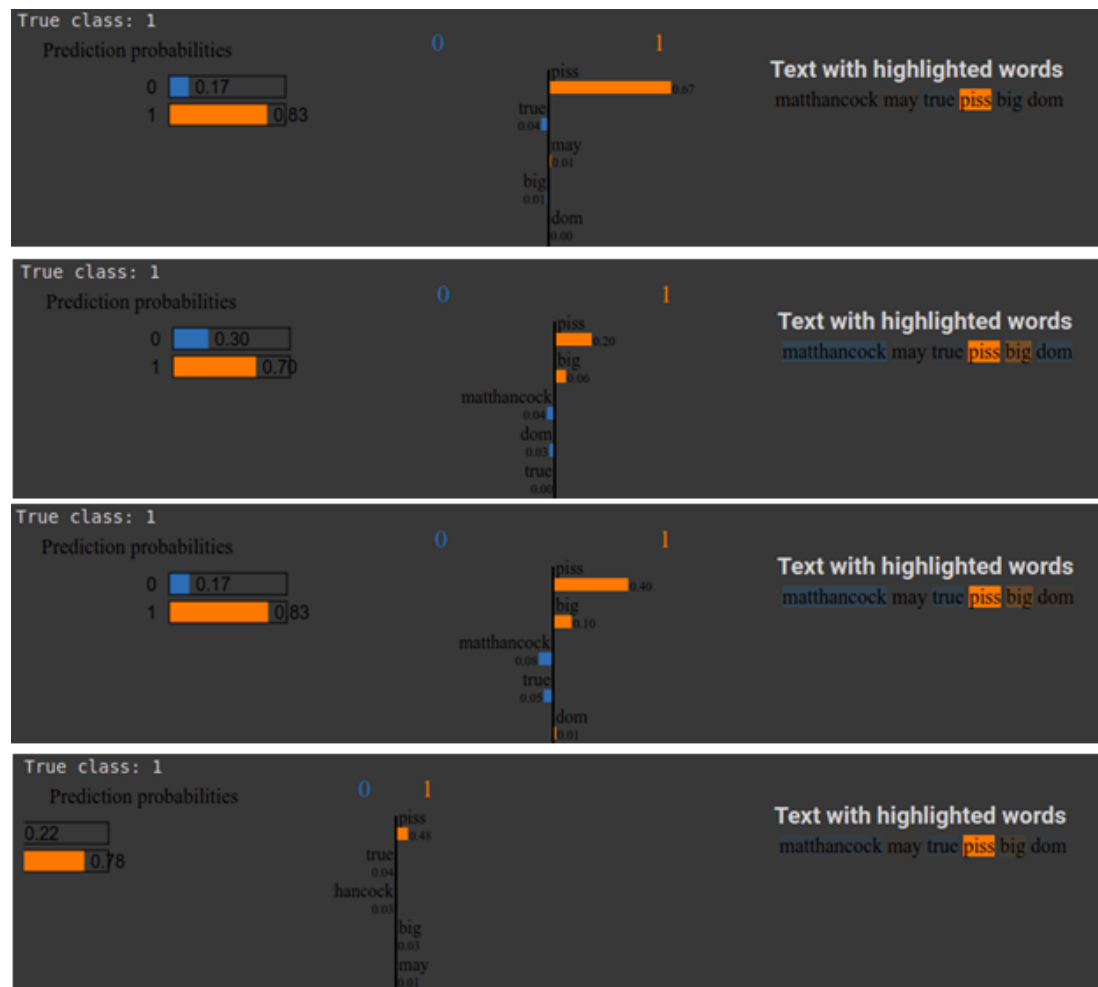 True class: 1
Prediction probabilities
0 0.17
1 0.83
0 1
piss
0.67
true
0.04
may
0.01
big
0.01
dom
0.00
Text with highlighted words
matthancock may true piss big dom
True class: 1
Prediction probabilities
0 0.30
1 0.70
0 1
piss
0.20
big
0.06
matthancock
0.04
dom
0.03
true
0.00
Text with highlighted words
matthancock may true piss big dom
True class: 1
Prediction probabilities
0 0.17
1 0.83
0 1
piss
0.40
big
0.10
matthancock
0.08
true
0.05
dom
0.01
Text with highlighted words
matthancock may true piss big dom
True class: 1
Prediction probabilities
0.22
0.78
0 1
piss
0.48
true
0.04
hancock
0.03
big
0.03
may
0.01
Text with highlighted words
matthancock may true piss big dom